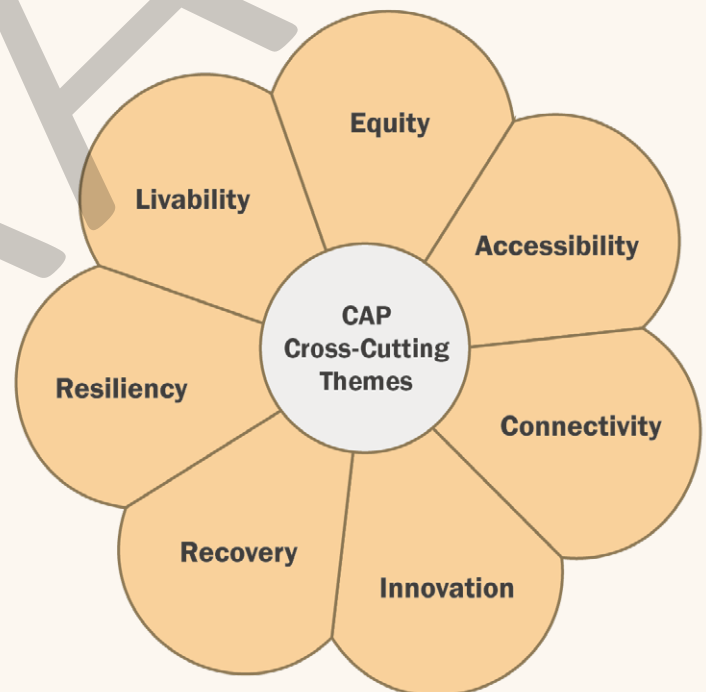 Equity
Accessibility
Connectivity
Innovation
Recovery
Resiliency
Livability
CAP
Cross-Cutting
Themes